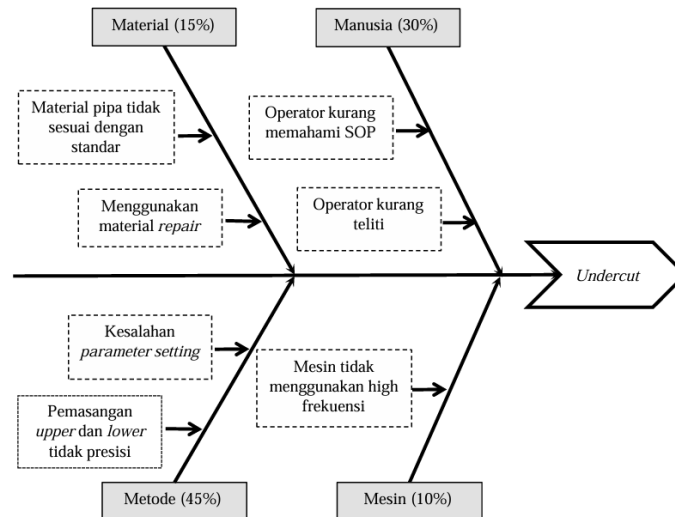 Material (15%)
Manusia (30%)
Material pipa tidak
sesuai dengan
standar
Operator kurang
memahami SOP
Menggunakan
material repair
Operator kurang
teliti
Undercut
Kesalahan
parameter setting
Mesin tidak
menggunakan high
frekuensi
Pemasangan
upper dan lower
tidak presisi
Metode (45%)
Mesin (10%)